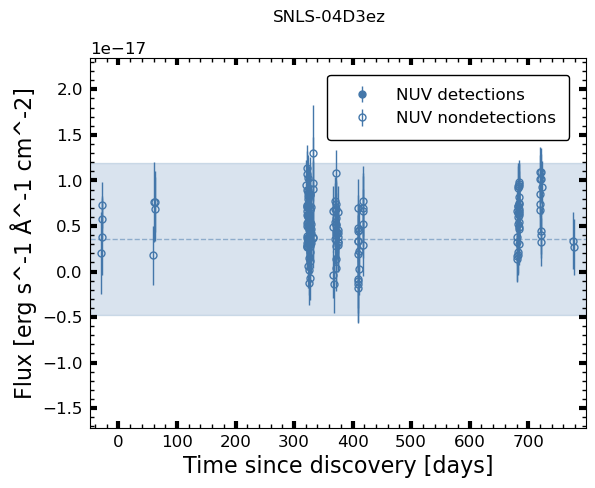 SNLS-04D3ez
1e−17
NUV detections
NUV nondetections
2.0
1.5
1.0
0.5
0.0
−0.5
−1.0
−1.5
Flux [erg s^-1 Å^-1 cm^-2]
0 100 200 300 400 500 600 700
Time since discovery [days]